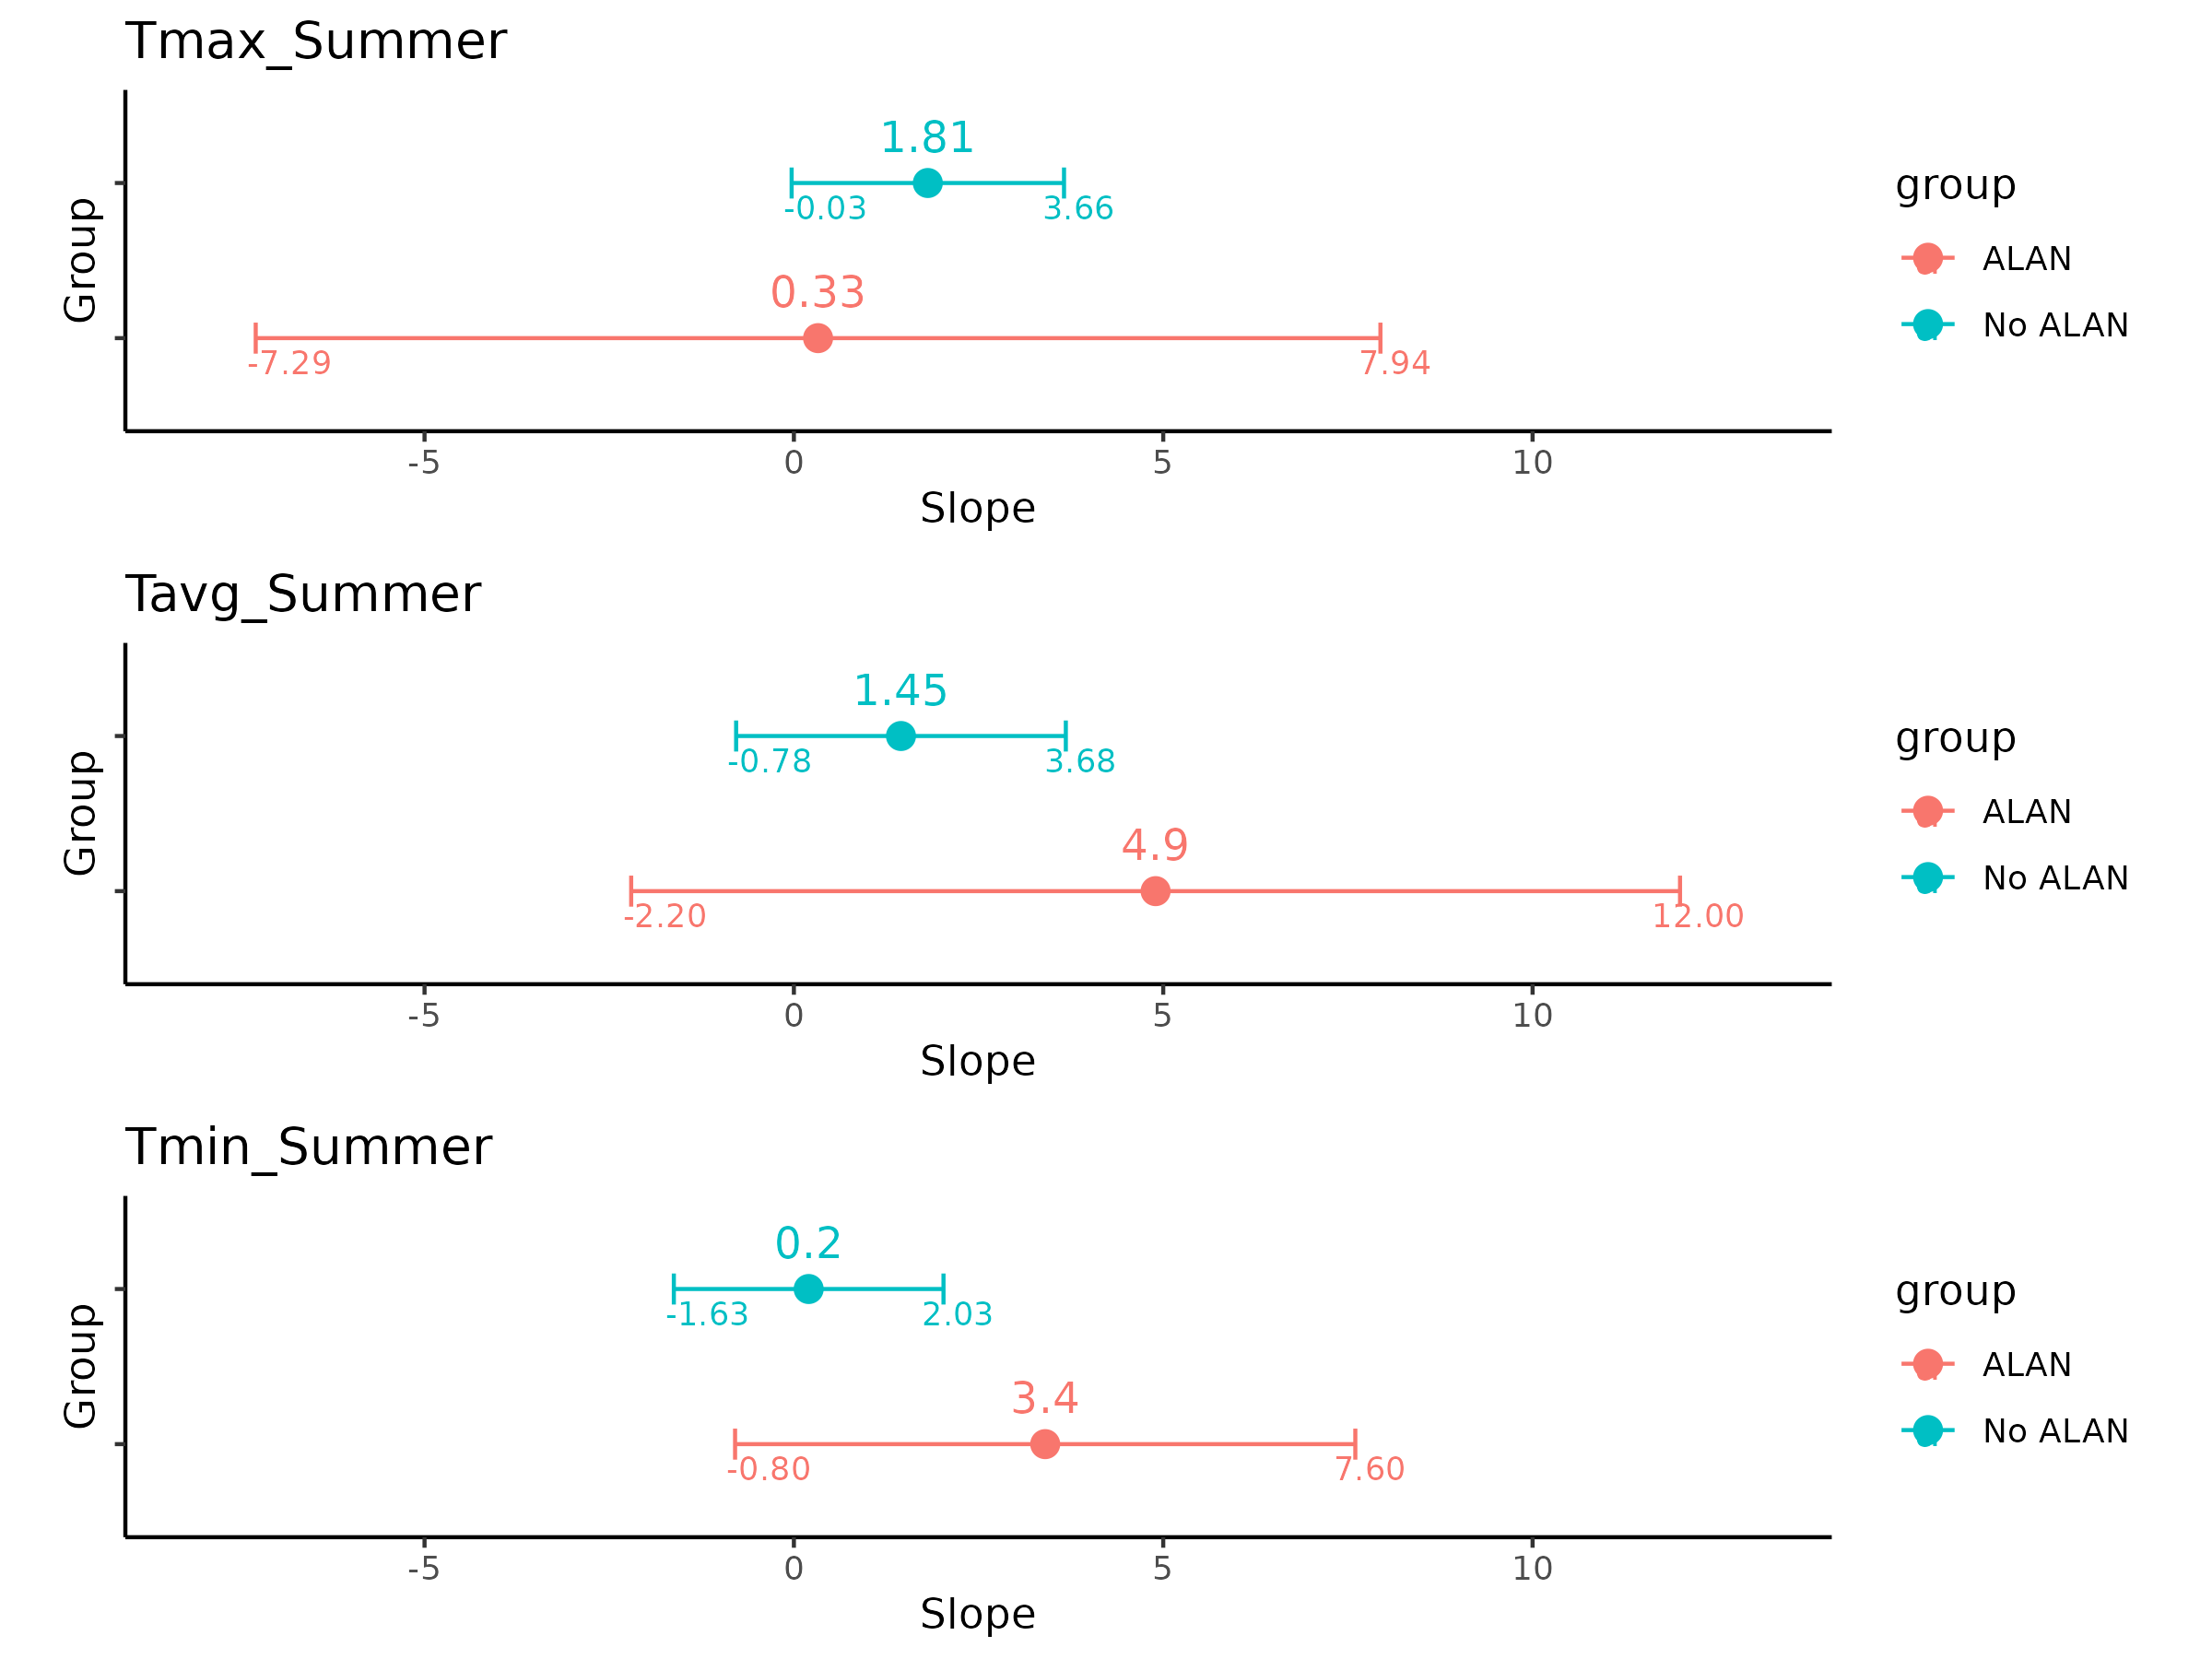 Tmax_Summer
Group
1.81
-0.03 3.66
0.33
-7.29 7.94
-5 0 5 10
Slope
group
ALAN
No ALAN
Tavg_Summer
Group
1.45
-0.78 3.68
4.9
-2.20 12.00
-5 0 5 10
Slope
group
ALAN
No ALAN
Tmin_Summer
Group
0.2
-1.63 2.03
3.4
-0.80 7.60
-5 0 5 10
Slope
group
ALAN
No ALAN